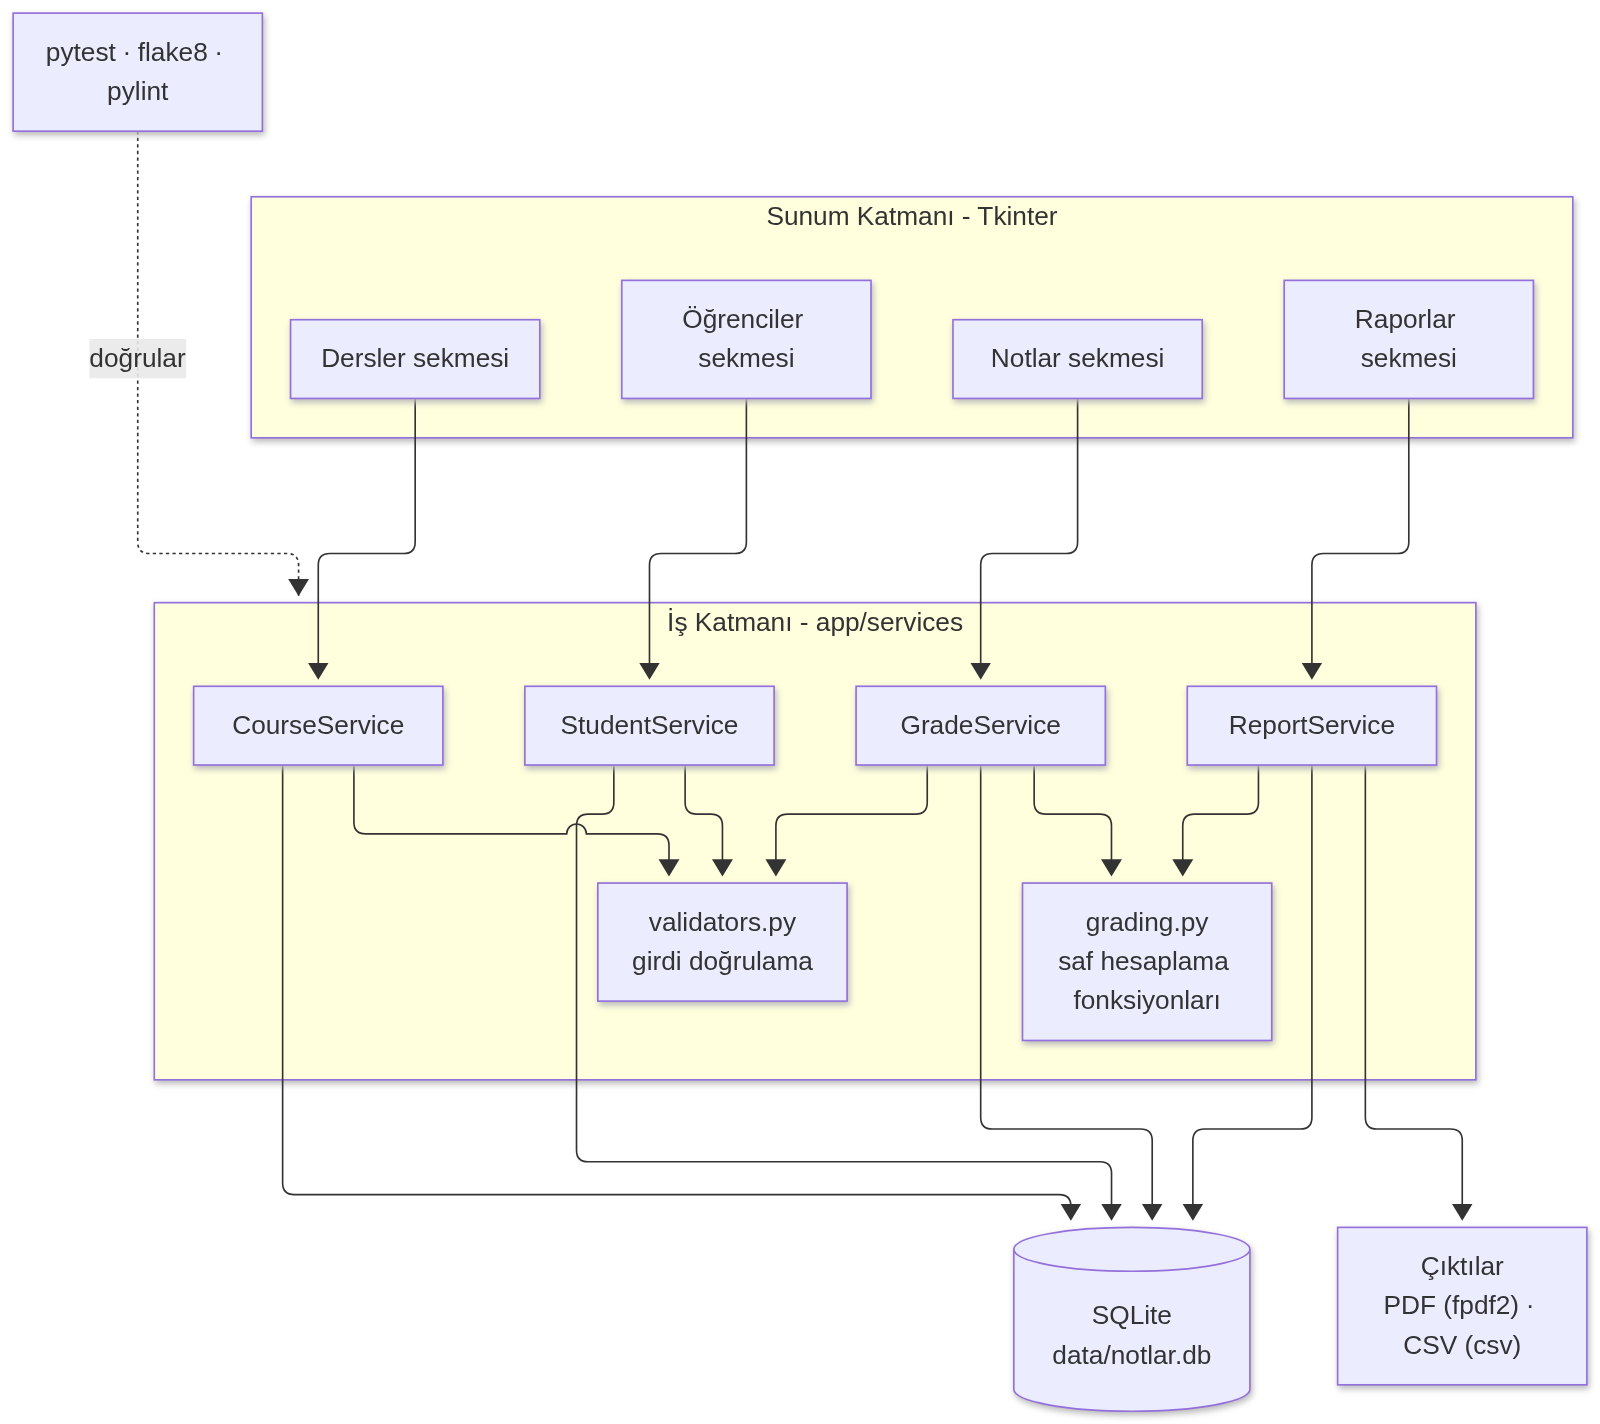 pytest · flake8 ·
pylint
doğrular
Sunum Katmanı - Tkinter
Dersler sekmesi
Öğrenciler
sekmesi
Notlar sekmesi
Raporlar
sekmesi
İş Katmanı - app/services
CourseService
StudentService
GradeService
ReportService
validators.py
girdi doğrulama
grading.py
saf hesaplama
fonksiyonları
SQLite
data/notlar.db
Çıktılar
PDF (fpdf2) ·
CSV (csv)